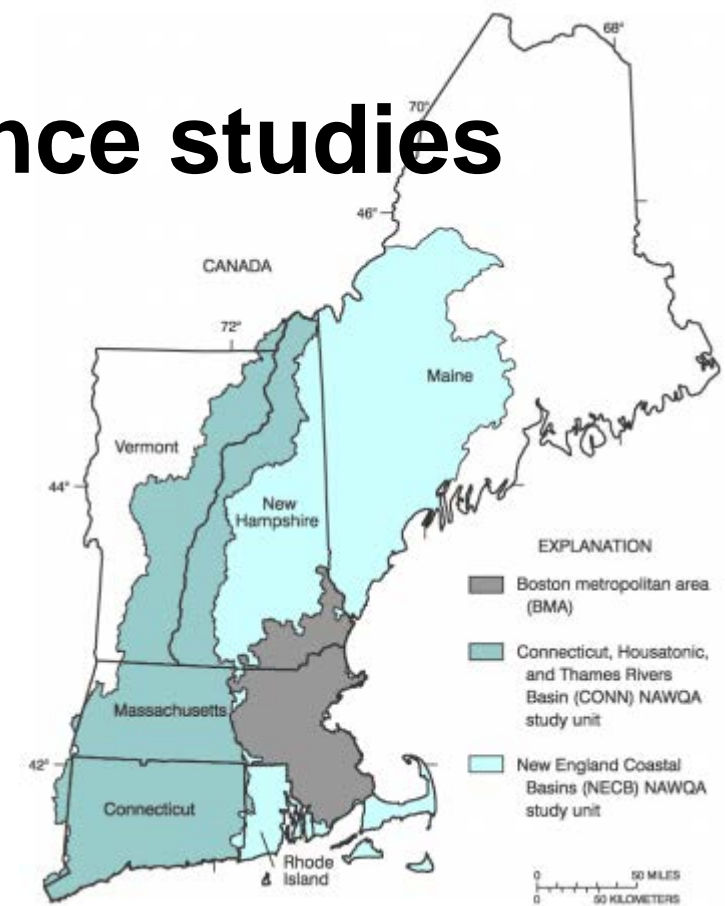 68°
70°
nce studies
46°
CANADA
72°
Maine
Vermont
44°
New
Hampshire
EXPLANATION
Boston metropolitan area
(BMA)
Connecticut, Housatonic,
and Thames Rivers
Basin (CONN) NAWQA
study unit
Massachusetts
42°
New England Coastal
Basins (NECB) NAWQA
study unit
Connecticut
Rhode
Island
0 50 MILES
0 50 KILOMETERS